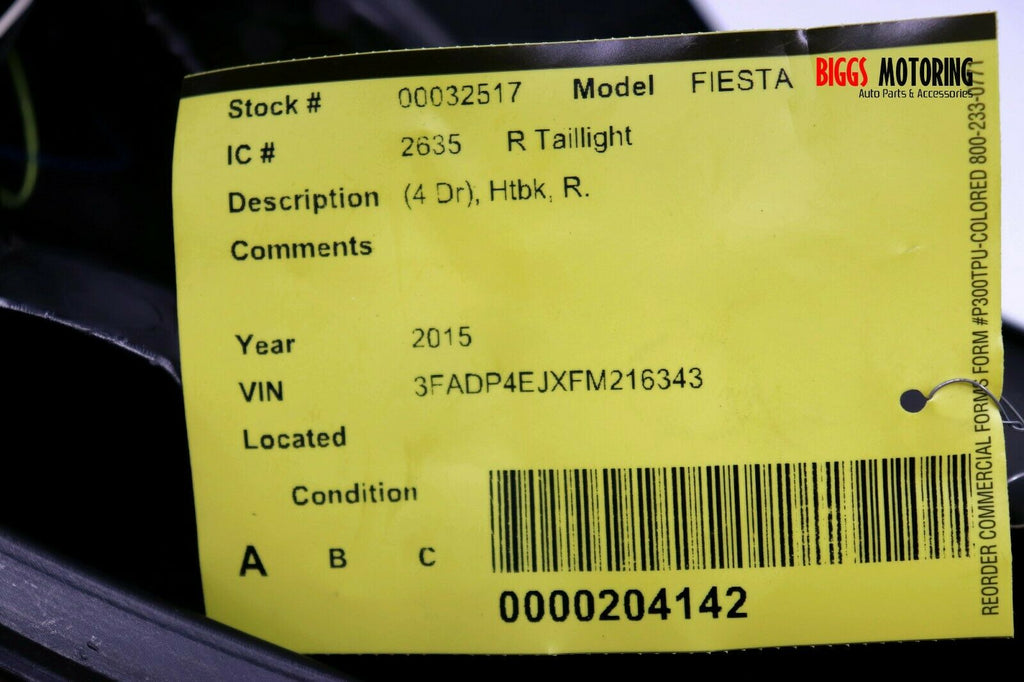 BIGGS MOTORING
Auto Parts & Accessories
Stock # 00032517 Model FIESTA
IC # 2635 R Taillight
Description (4 Dr), Htbk, R.
Comments
Year 2015
VIN 3FADP4EJXFM216343
Located
Condition
A B C
0000204142
REORDER COMMERCIAL FORMS FORM #P300TPU-COLORED 800-233-0771